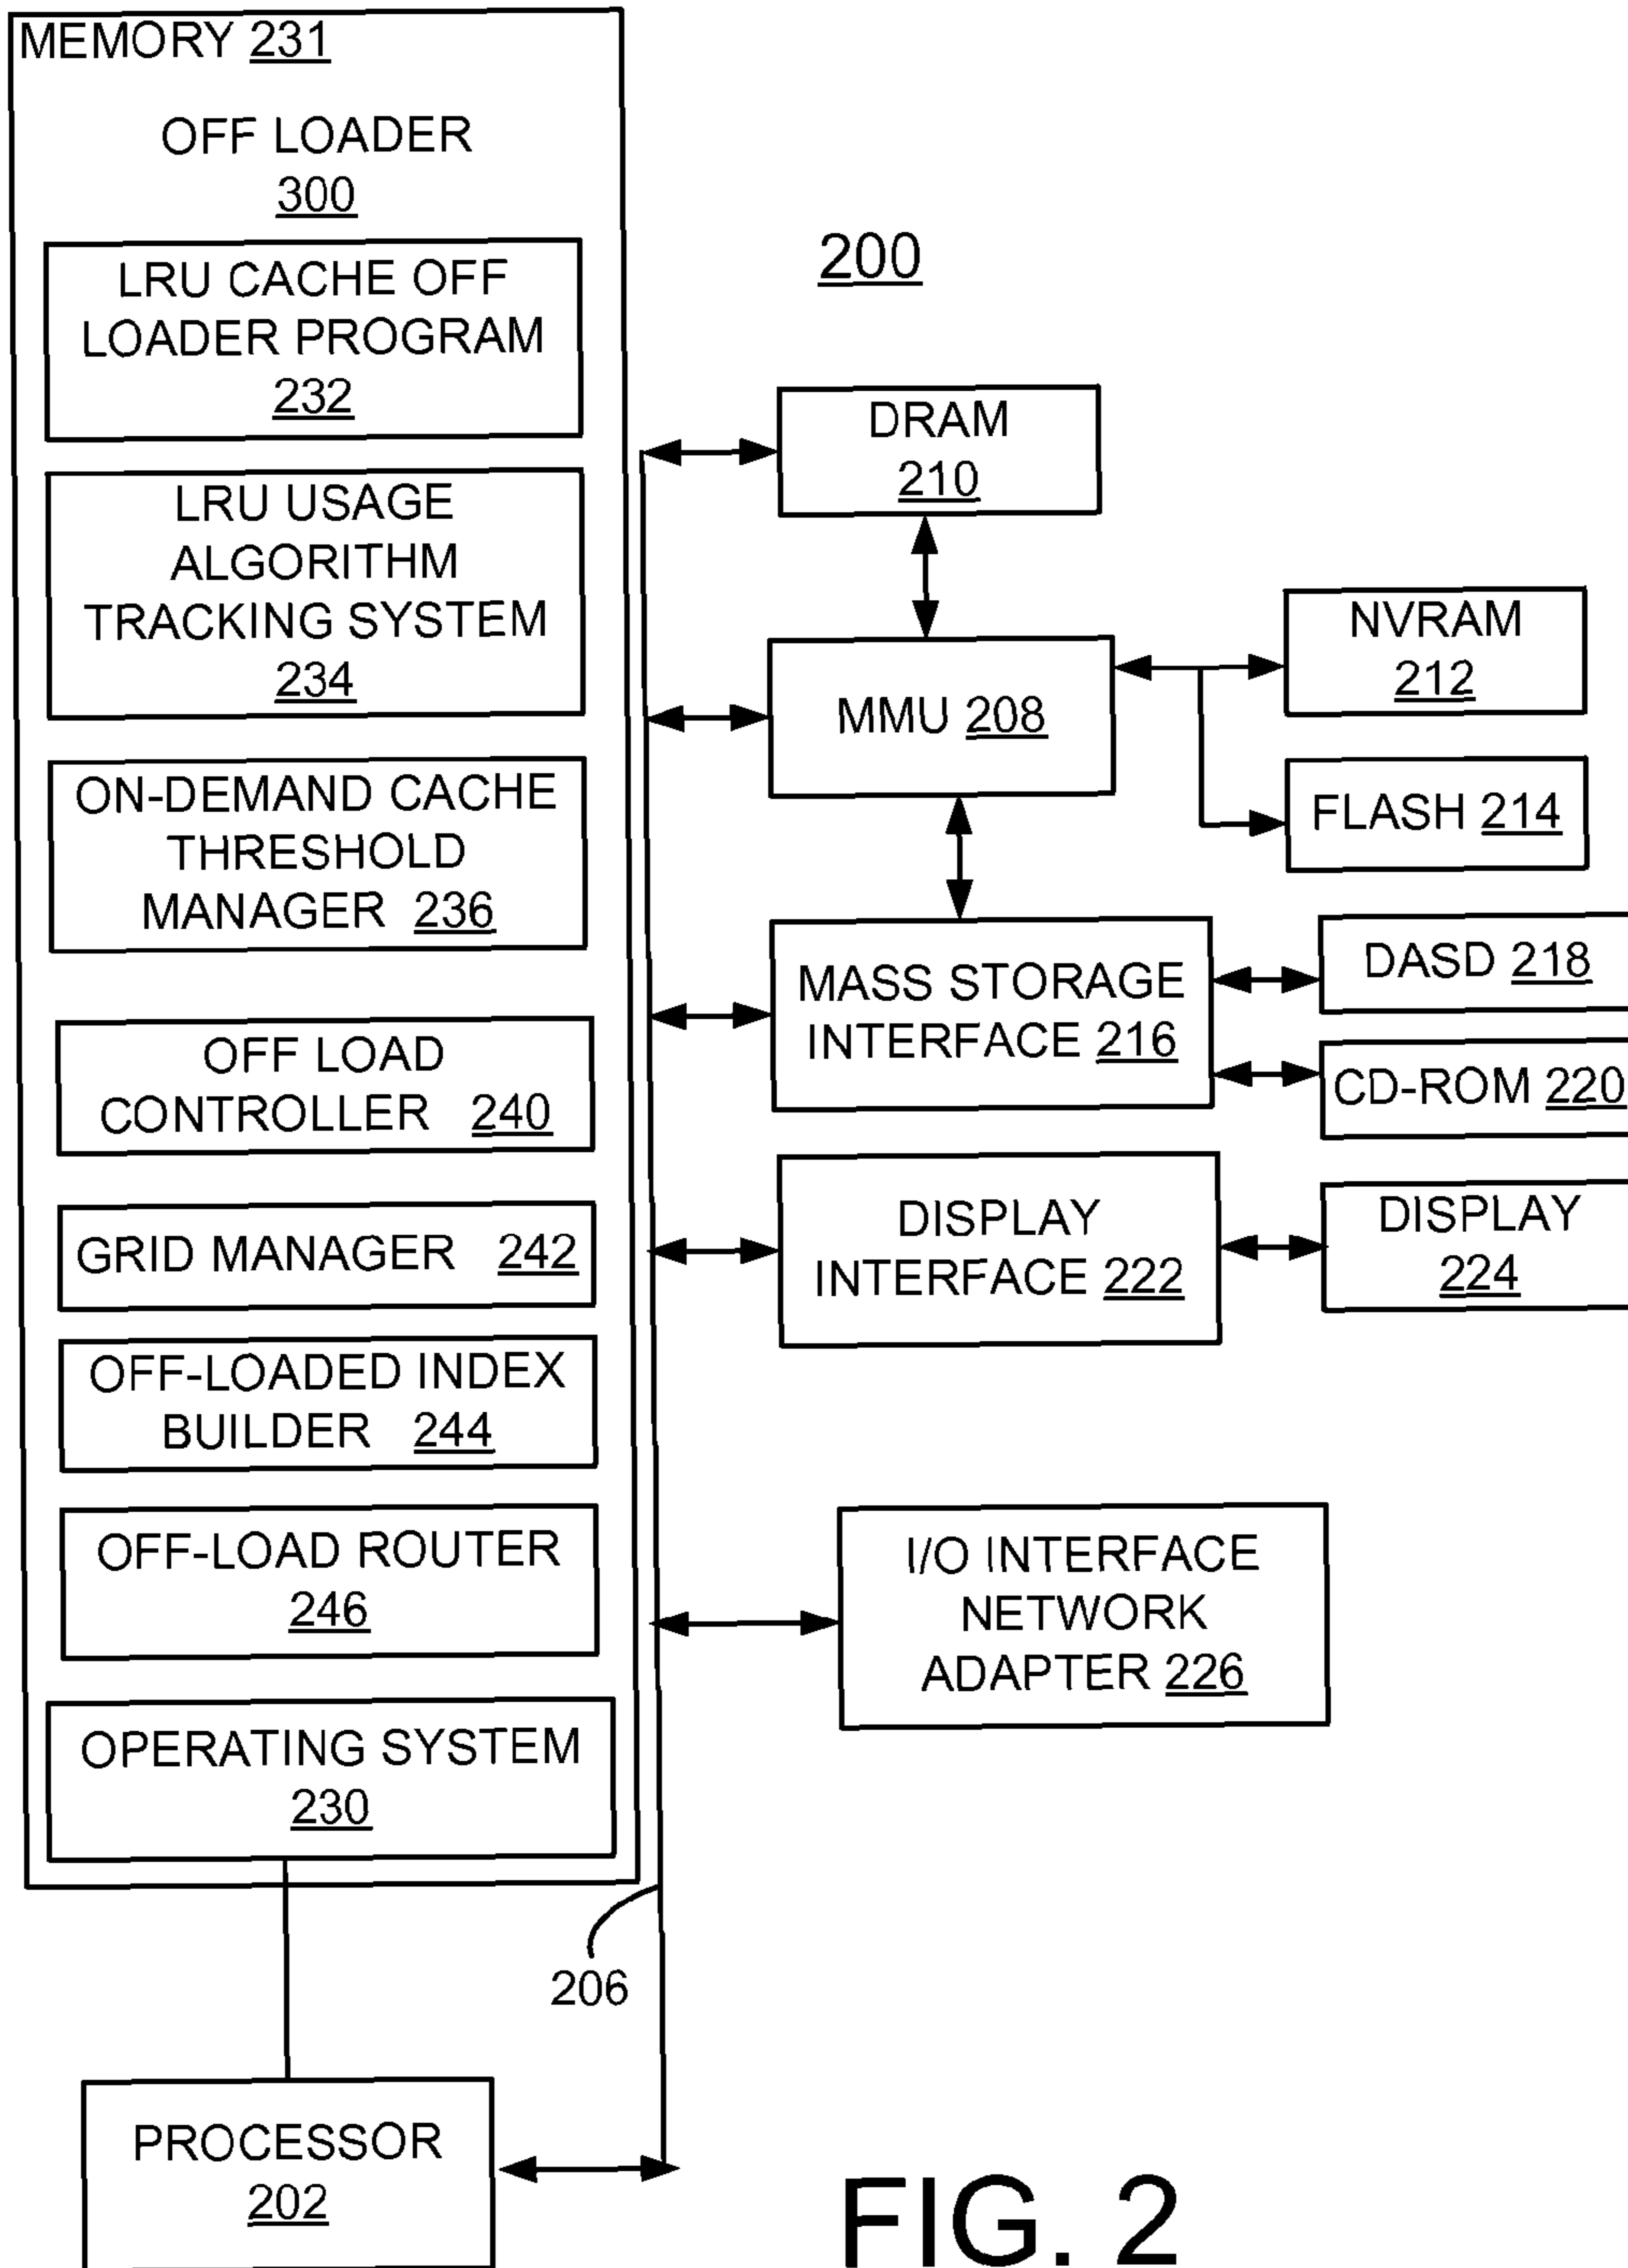 MEMORY 231
OFF LOADER
300
LRU CACHE OFF
LOADER PROGRAM
232
LRU USAGE
ALGORITHM
TRACKING SYSTEM
234
ON-DEMAND CACHE
THRESHOLD
MANAGER 236
OFF LOAD
CONTROLLER 240
GRID MANAGER 242
OFF-LOADED INDEX
BUILDER 244
OFF-LOAD ROUTER
246
OPERATING SYSTEM
230
PROCESSOR
202
206
200
DRAM
210
MMU 208
NVRAM
212
FLASH 214
MASS STORAGE
INTERFACE 216
DASD 218
CD-ROM 220
DISPLAY
INTERFACE 222
DISPLAY
224
I/O INTERFACE
NETWORK
ADAPTER 226
FIG. 2